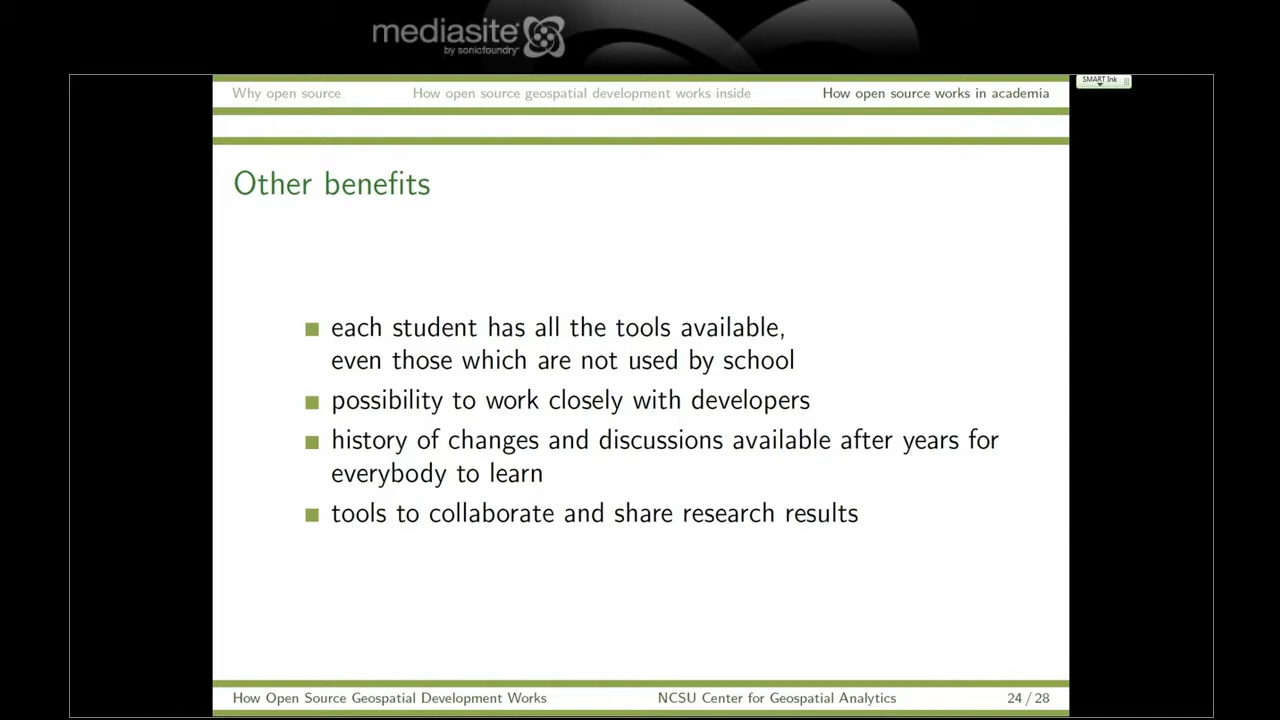 mediasite
by sonicfoundry
SMART Ink
Why open source
How open source geospatial development works inside
How open source works in academia
Other benefits
each student has all the tools available,
even those which are not used by school
possibility to work closely with developers
history of changes and discussions available after years for
everybody to learn
tools to collaborate and share research results
How Open Source Geospatial Development Works
NCSU Center for Geospatial Analytics
24 / 28